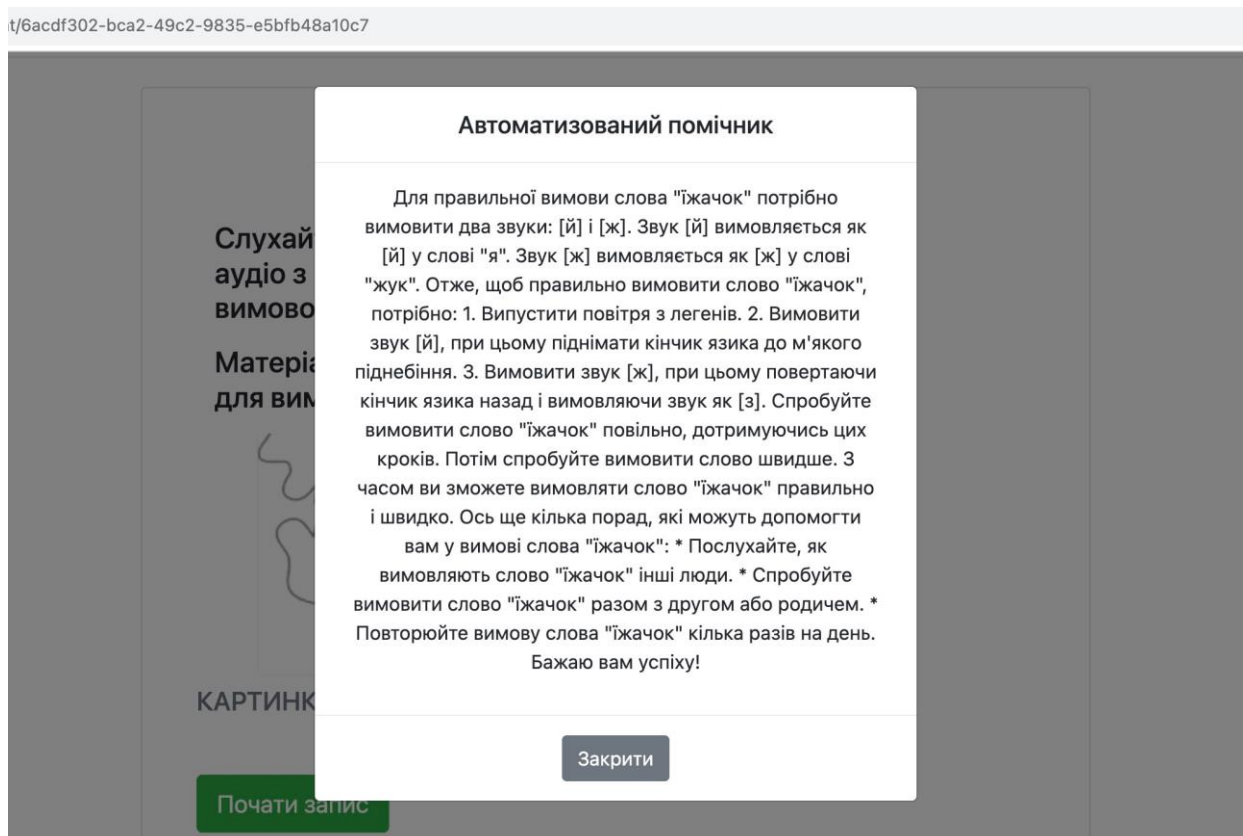 t/6acdf302-bca2-49c2-9835-e5bfb48a10c7
Автоматизований помічник
Для правильної вимови слова "їжачок" потрібно
вимовити два звуки: [й] і [ж]. Звук [й] вимовляється як
[й] у слові "я". Звук [ж] вимовляється як [ж] у слові
"жук". Отже, щоб правильно вимовити слово "їжачок",
потрібно: 1. Випустити повітря з легенів. 2. Вимовити
звук [й], при цьому піднімати кінчик язика до м'якого
піднебіння. 3. Вимовити звук [ж], при цьому повертаючи
кінчик язика назад і вимовляючи звук як [з]. Спробуйте
вимовити слово "їжачок" повільно, дотримуючись цих
кроків. Потім спробуйте вимовити слово швидше. З
часом ви зможете вимовляти слово "їжачок" правильно
і швидко. Ось ще кілька порад, які можуть допомогти
вам у вимові слова "їжачок": * Послухайте, як
вимовляють слово "їжачок" інші люди. * Спробуйте
вимовити слово "їжачок" разом з другом або родичем. *
Повторюйте вимову слова "їжачок" кілька разів на день.
Бажаю вам успіху!
Закрити
Слухай
аудіо з
вимово
Матеріа
для вим
КАРТИНК
Почати запис